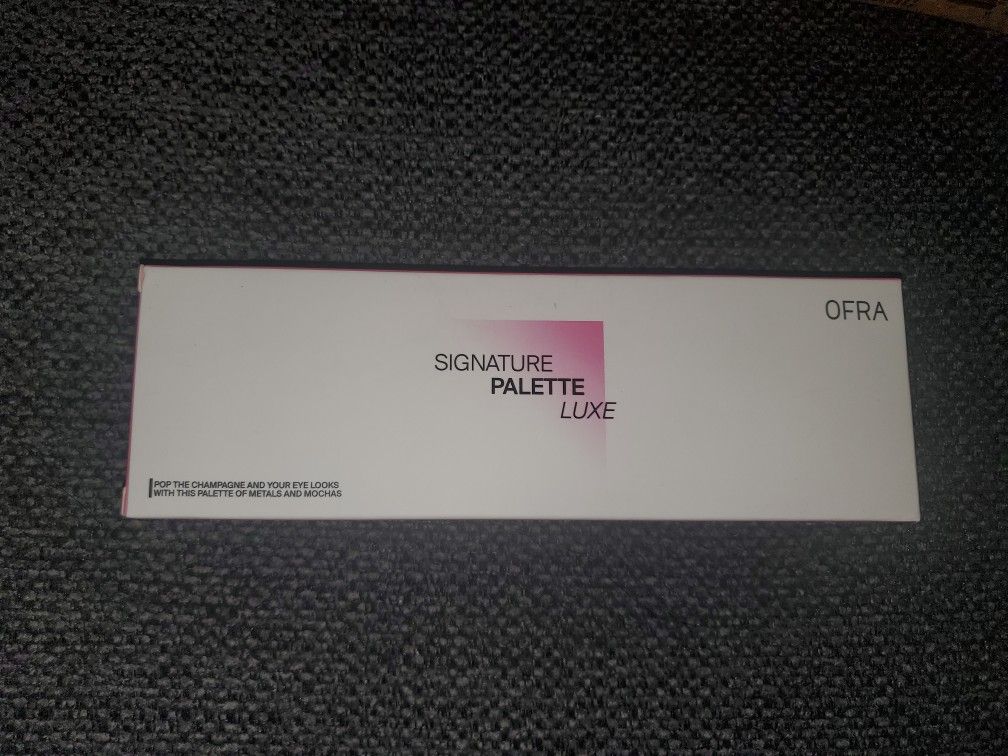 OFRA
SIGNATURE
PALETTE
LUXE
POP THE CHAMPAGNE AND YOUR EYE LOOKS
WITH THIS PALETTE OF METALS AND MOCHAS